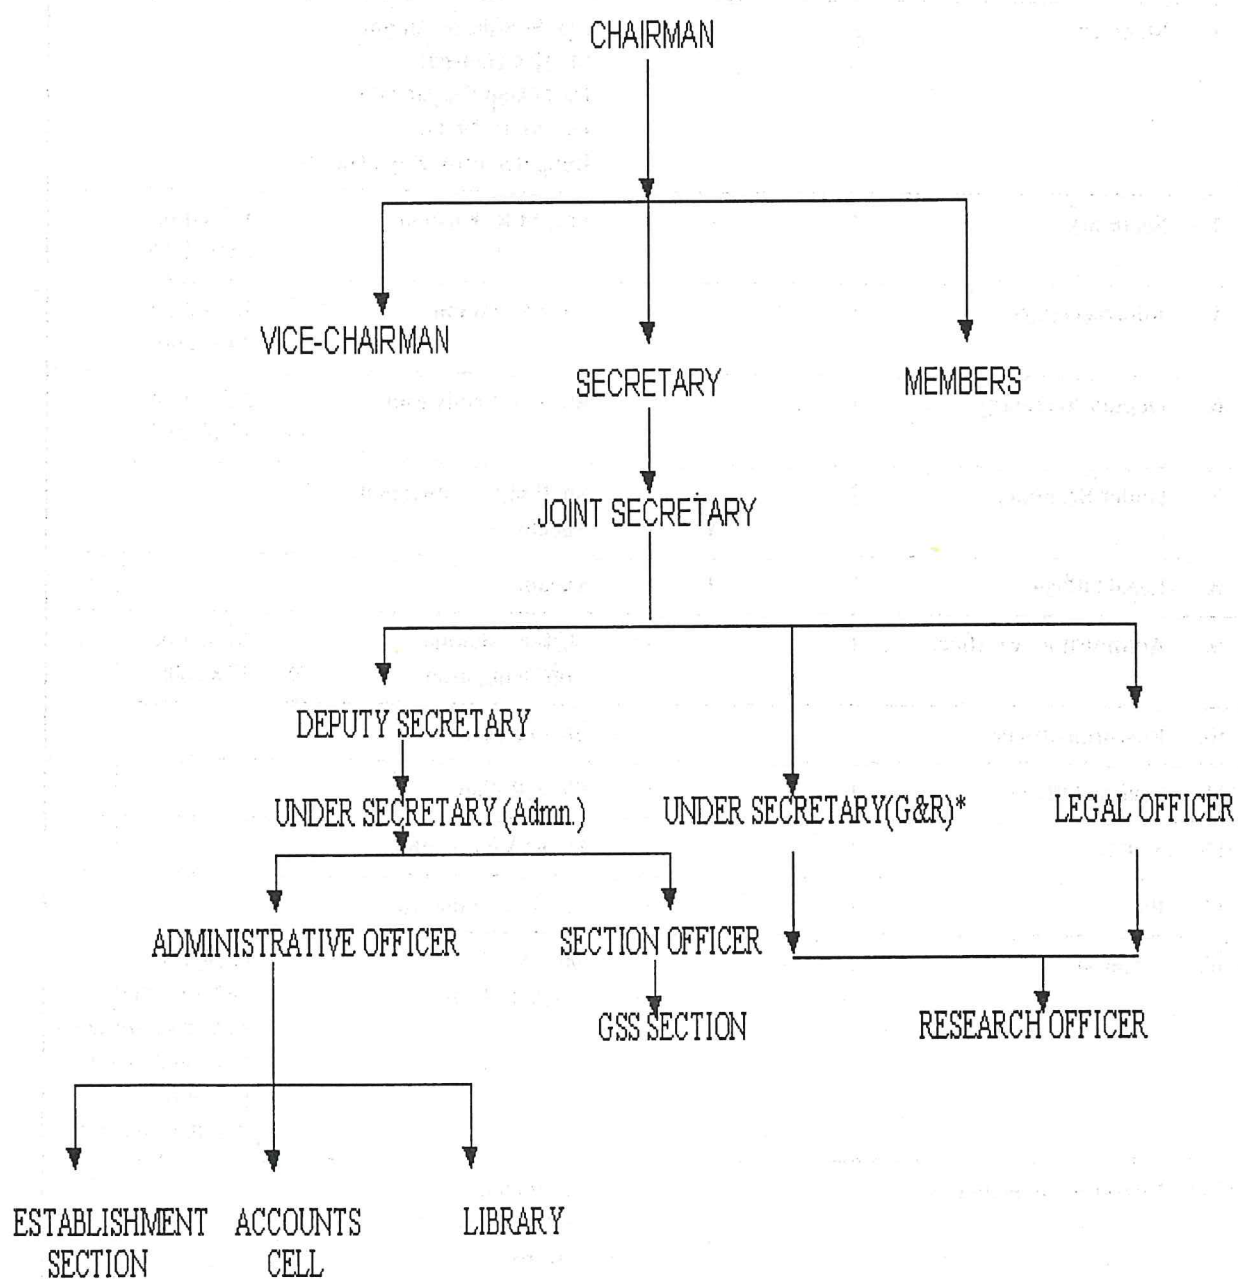 CHAIRMAN
VICE-CHAIRMAN
SECRETARY
MEMBERS
JOINT SECRETARY
DEPUTY SECRETARY
UNDER SECRETARY (Admn.)
UNDER SECRETARY(G&R)*
LEGAL OFFICER
ADMINISTRATIVE OFFICER
SECTION OFFICER
GSS SECTION
RESEARCH OFFICER
ESTABLISHMENT
SECTION
ACCOUNTS
CELL
LIBRARY